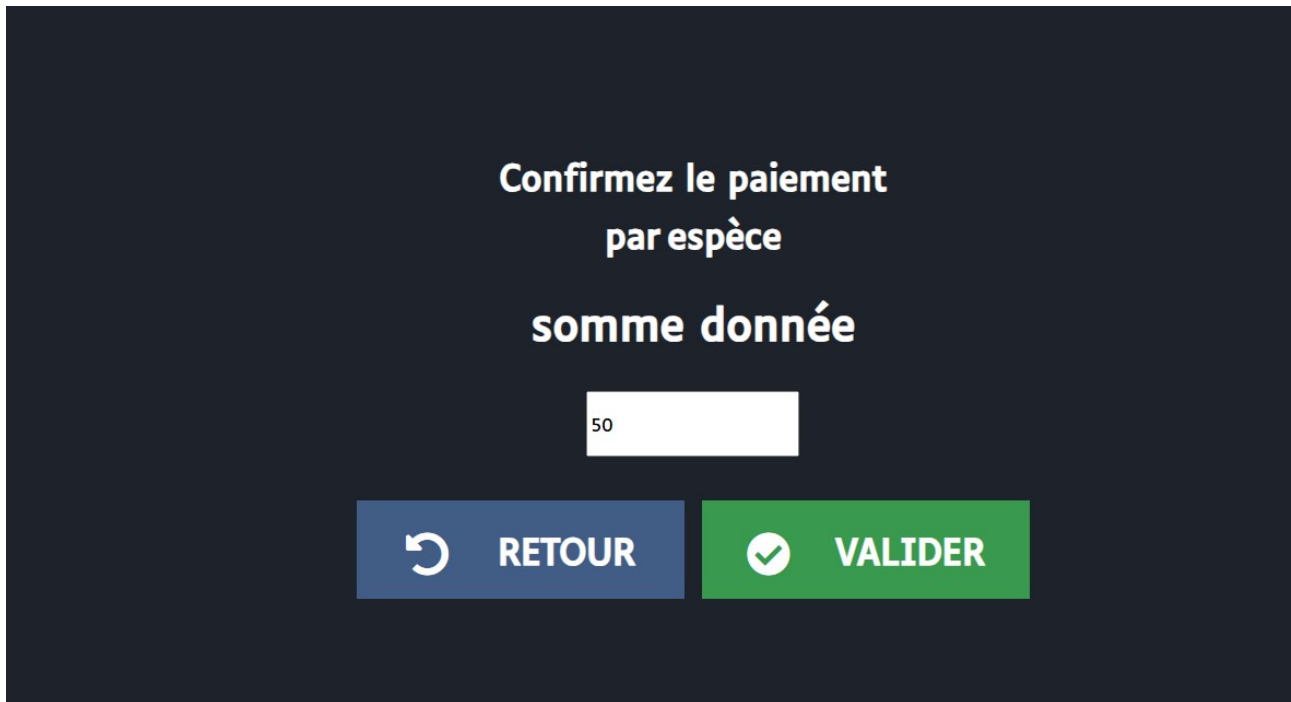 Confirmez le paiement
par espèce
somme donnée
50
RETOUR
VALIDER